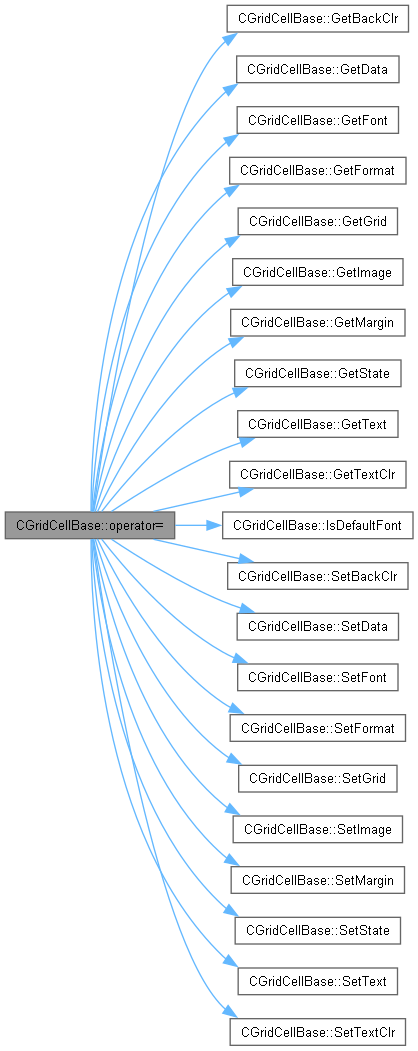 CGridCellBase::GetBackClr
CGridCellBase::GetData
CGridCellBase::GetFont
CGridCellBase::GetFormat
CGridCellBase::GetGrid
CGridCellBase::GetImage
CGridCellBase::GetMargin
CGridCellBase::GetState
CGridCellBase::GetText
CGridCellBase::GetTextClr
CGridCellBase::operator=
CGridCellBase::IsDefaultFont
CGridCellBase::SetBackClr
CGridCellBase::SetData
CGridCellBase::SetFont
CGridCellBase::SetFormat
CGridCellBase::SetGrid
CGridCellBase::SetImage
CGridCellBase::SetMargin
CGridCellBase::SetState
CGridCellBase::SetText
CGridCellBase::SetTextClr